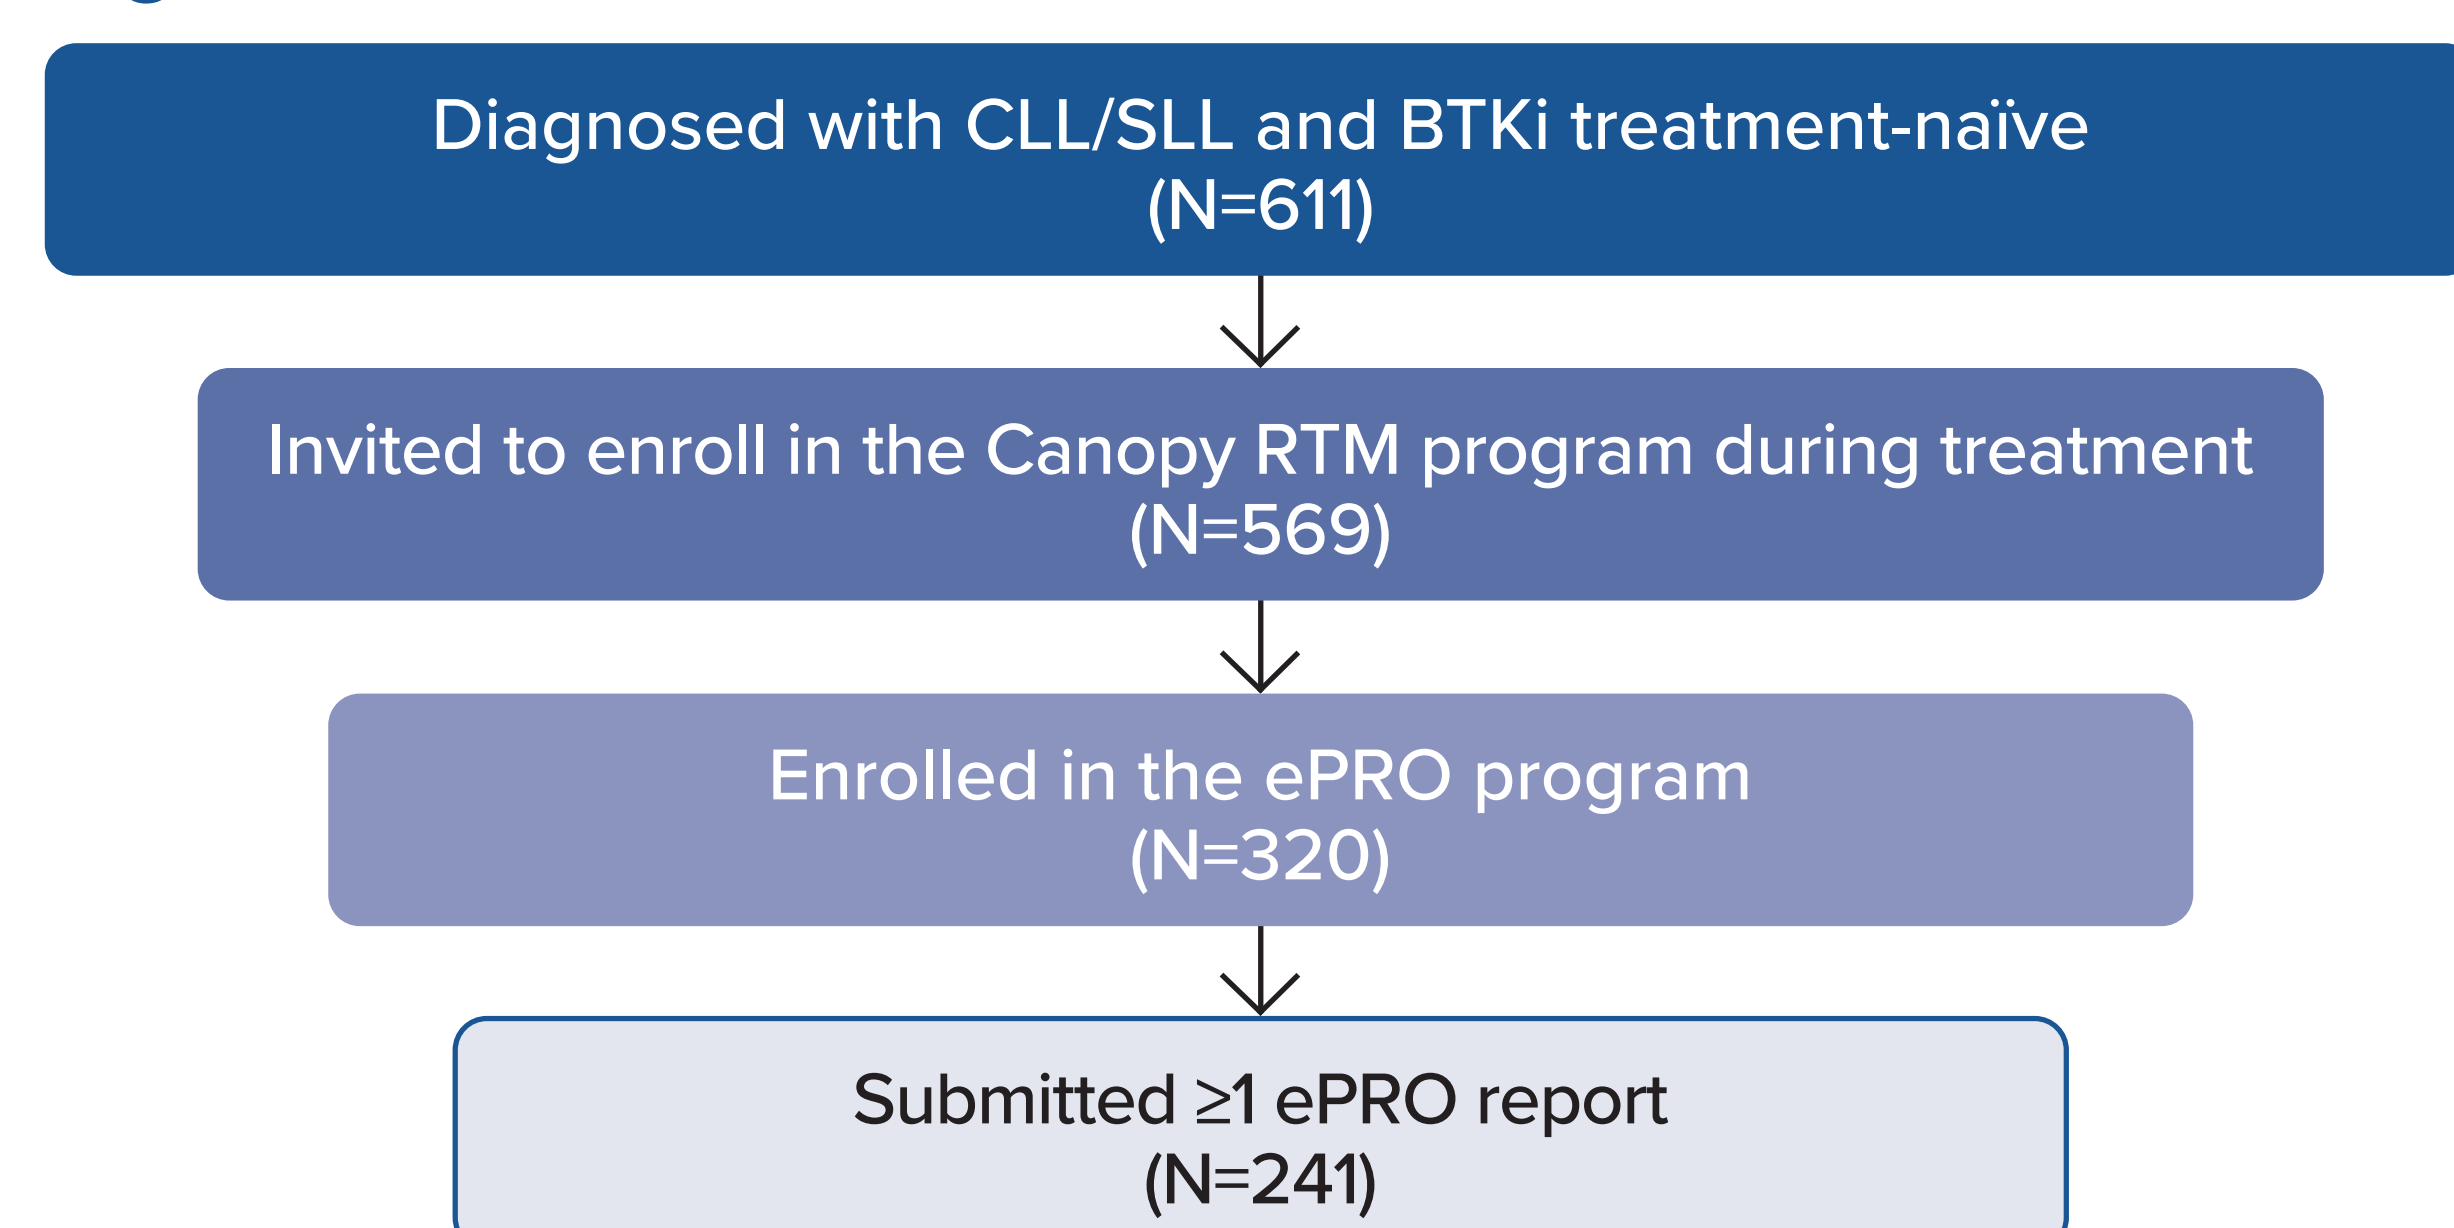 Diagnosed with CLL/SLL and BTKi treatment-naïve
(N=611)
Invited to enroll in the Canopy RTM program during treatment
(N=569)
Enrolled in the ePRO program
(N=320)
Submitted ≥1 ePRO report
(N=241)